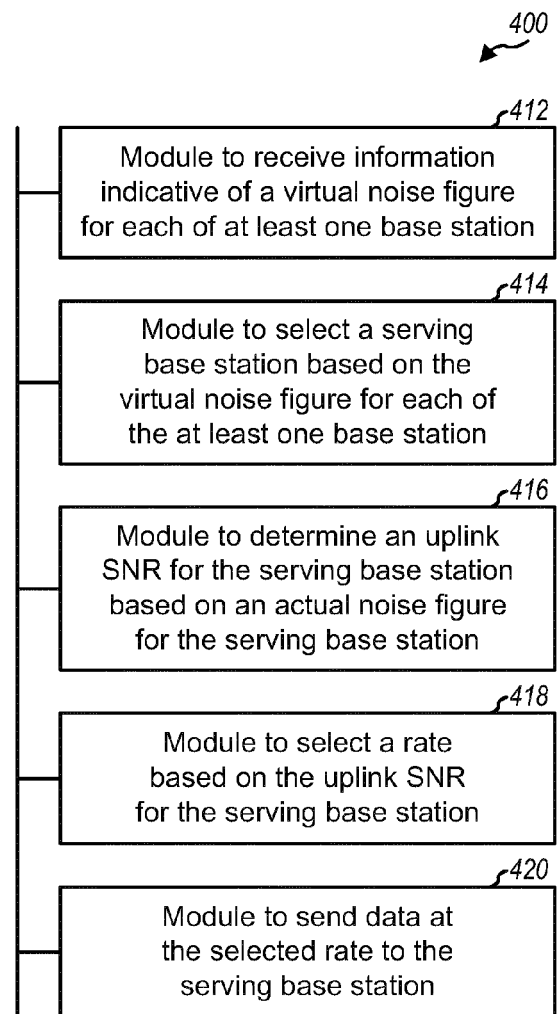 400
412
Module to receive information
indicative of a virtual noise figure
for each of at least one base station
414
Module to select a serving
base station based on the
virtual noise figure for each of
the at least one base station
416
Module to determine an uplink
SNR for the serving base station
based on an actual noise figure
for the serving base station
418
Module to select a rate
based on the uplink SNR
for the serving base station
420
Module to send data at
the selected rate to the
serving base station